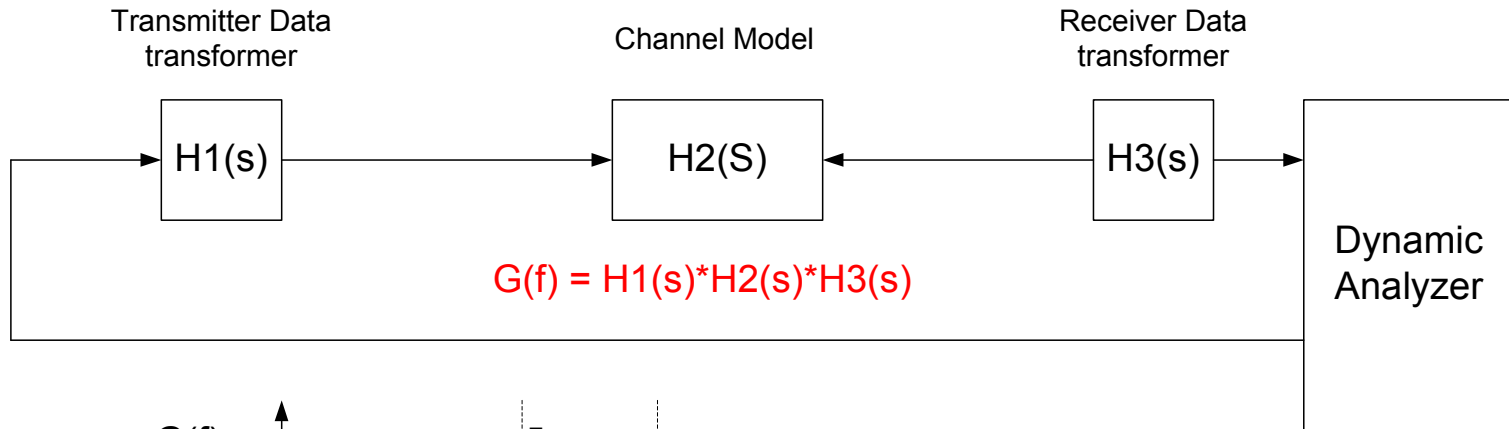 Transmitter Data
transformer
Channel Model
Receiver Data
transformer
H1(s)
H2(S)
H3(s)
Dynamic
Analyzer
G(f) = H1(s)*H2(s)*H3(s)